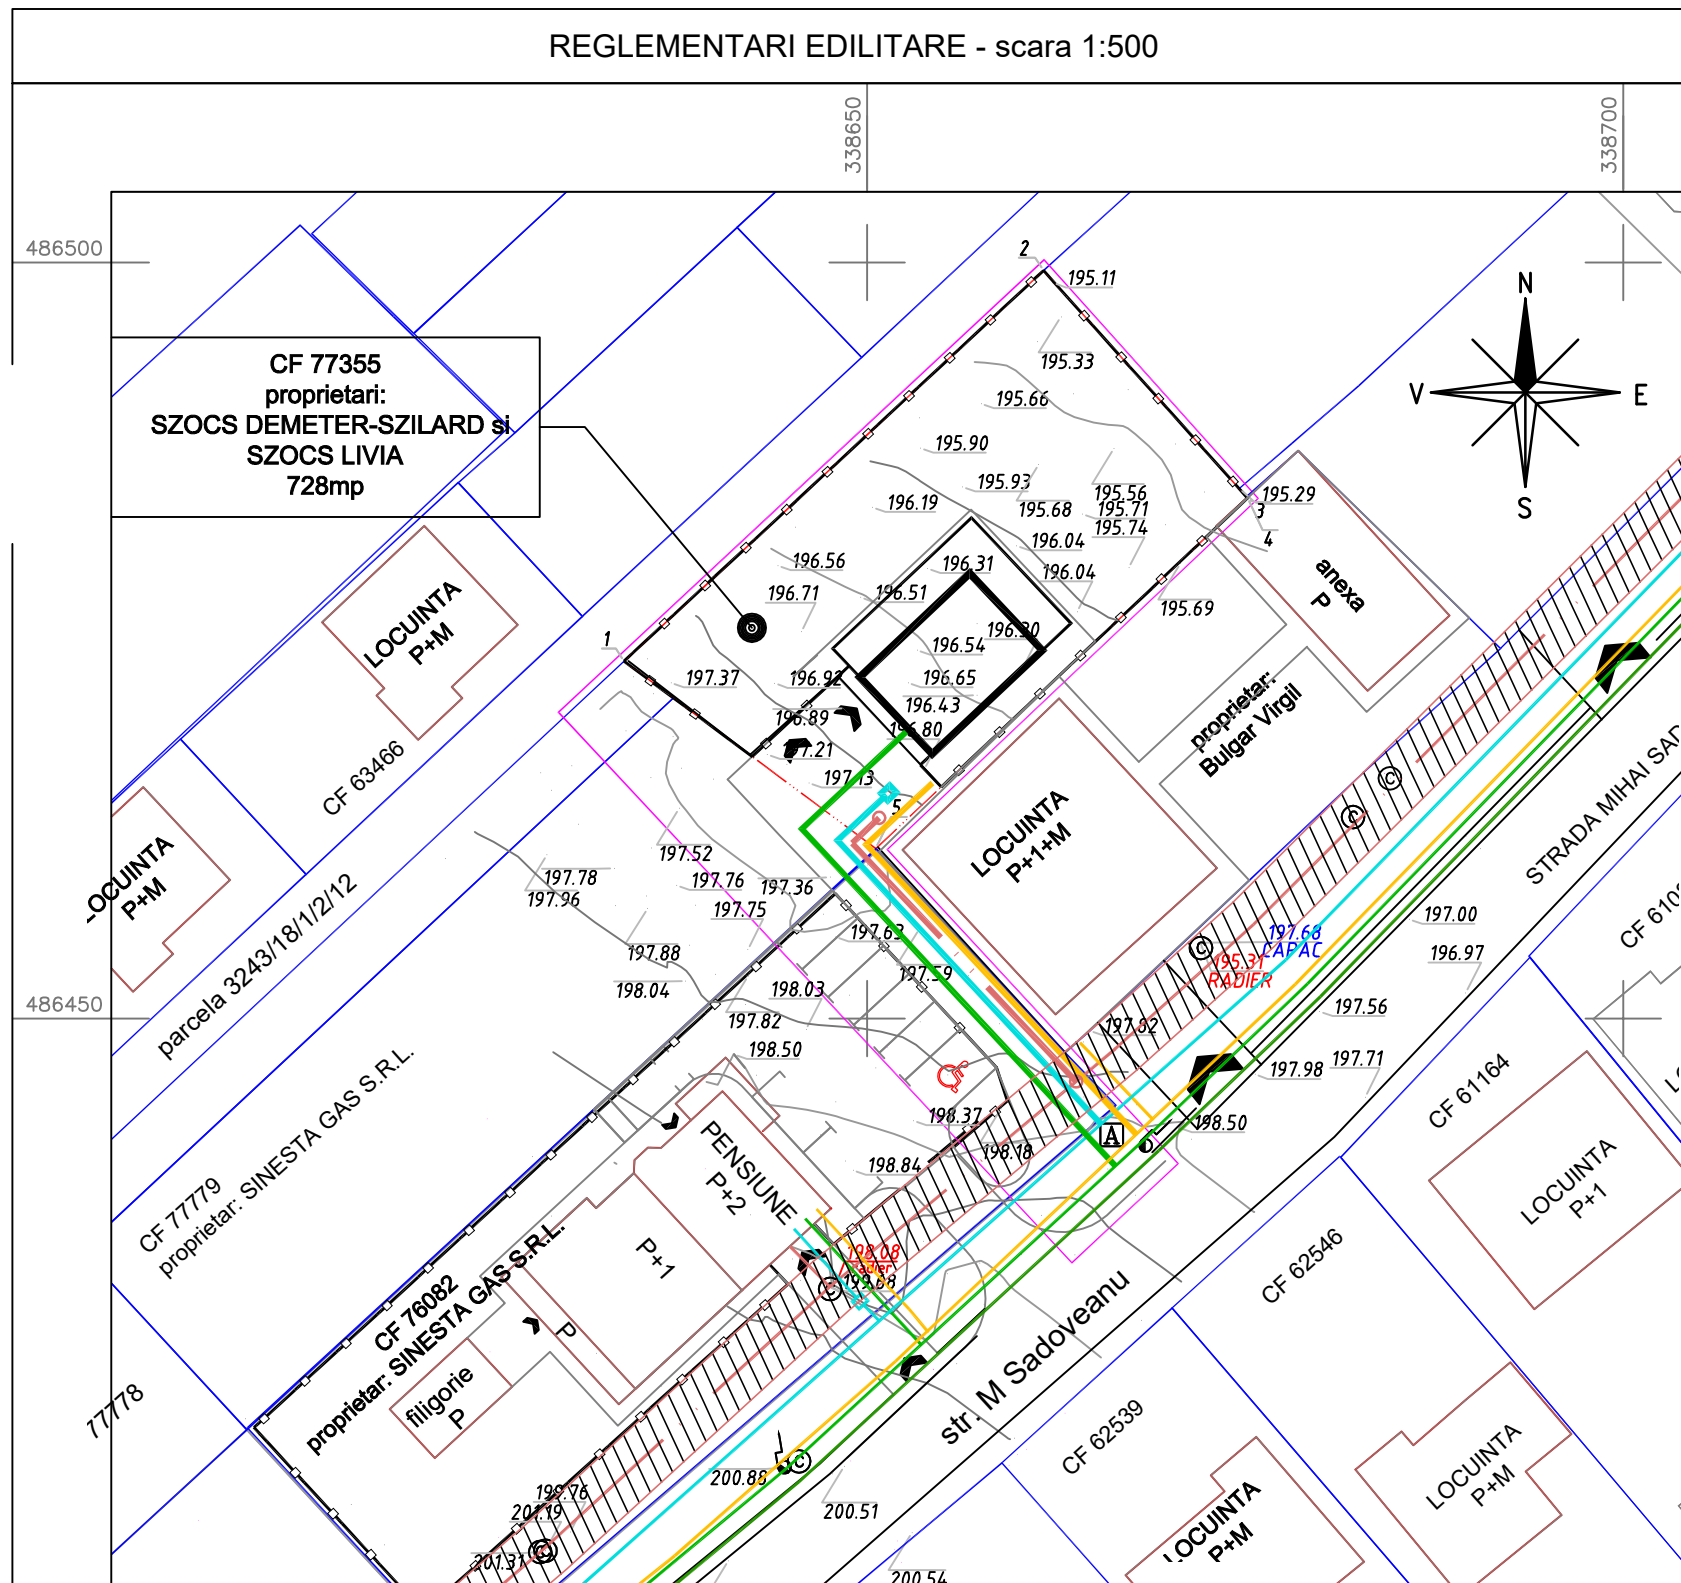 REGLEMENTARI EDILITARE - scara 1:500
338650
338700
486500
486450
CF 77355
proprietari:
SZOCS DEMETER-SZILARD si
SZOCS LIVIA
728mp
N
V
E
S
2
195.11
195.33
195.66
195.90
195.93
196.19
195.68
195.56
195.71
195.74
195.29
3
4
196.04
196.04
195.69
196.56
196.71
196.51
196.31
196.30
196.54
196.65
196.43
196.80
1
197.37
196.92
196.89
197.13
5
anexa
P
proprietar:
Bulgar Virgil
LOCUINTA
P+M
CF 63466
LOCUINTA
P+1+M
P+M
parcela 3243/18/1/2/12
197.52
197.78
197.96
197.76
197.36
197.75
197.63
197.88
197.59
198.04
198.03
197.82
198.50
C
C
C
197.68
CAPAC
195.31
RADIER
197.00
196.97
197.56
197.71
197.98
STRADA MIHAI SAD
CF 610
CF 61164
LOCUINTA
P+1
CF 77779
proprietar: SINESTA GAS S.R.L.
198.37
198.18
198.84
198.50
A
PENSIUNE
P+2
P+1
P
198.08
Radier
199.68
C
CF 76082
proprietar: SINESTA GAS S.R.L.
filigorie
P
77778
str. M Sadoveanu
CF 62546
CF 62539
LOCUINTA
P+M
LOCUINTA
P+M
200.88
C
200.51
199.76
201.19
201.31
C
200.54